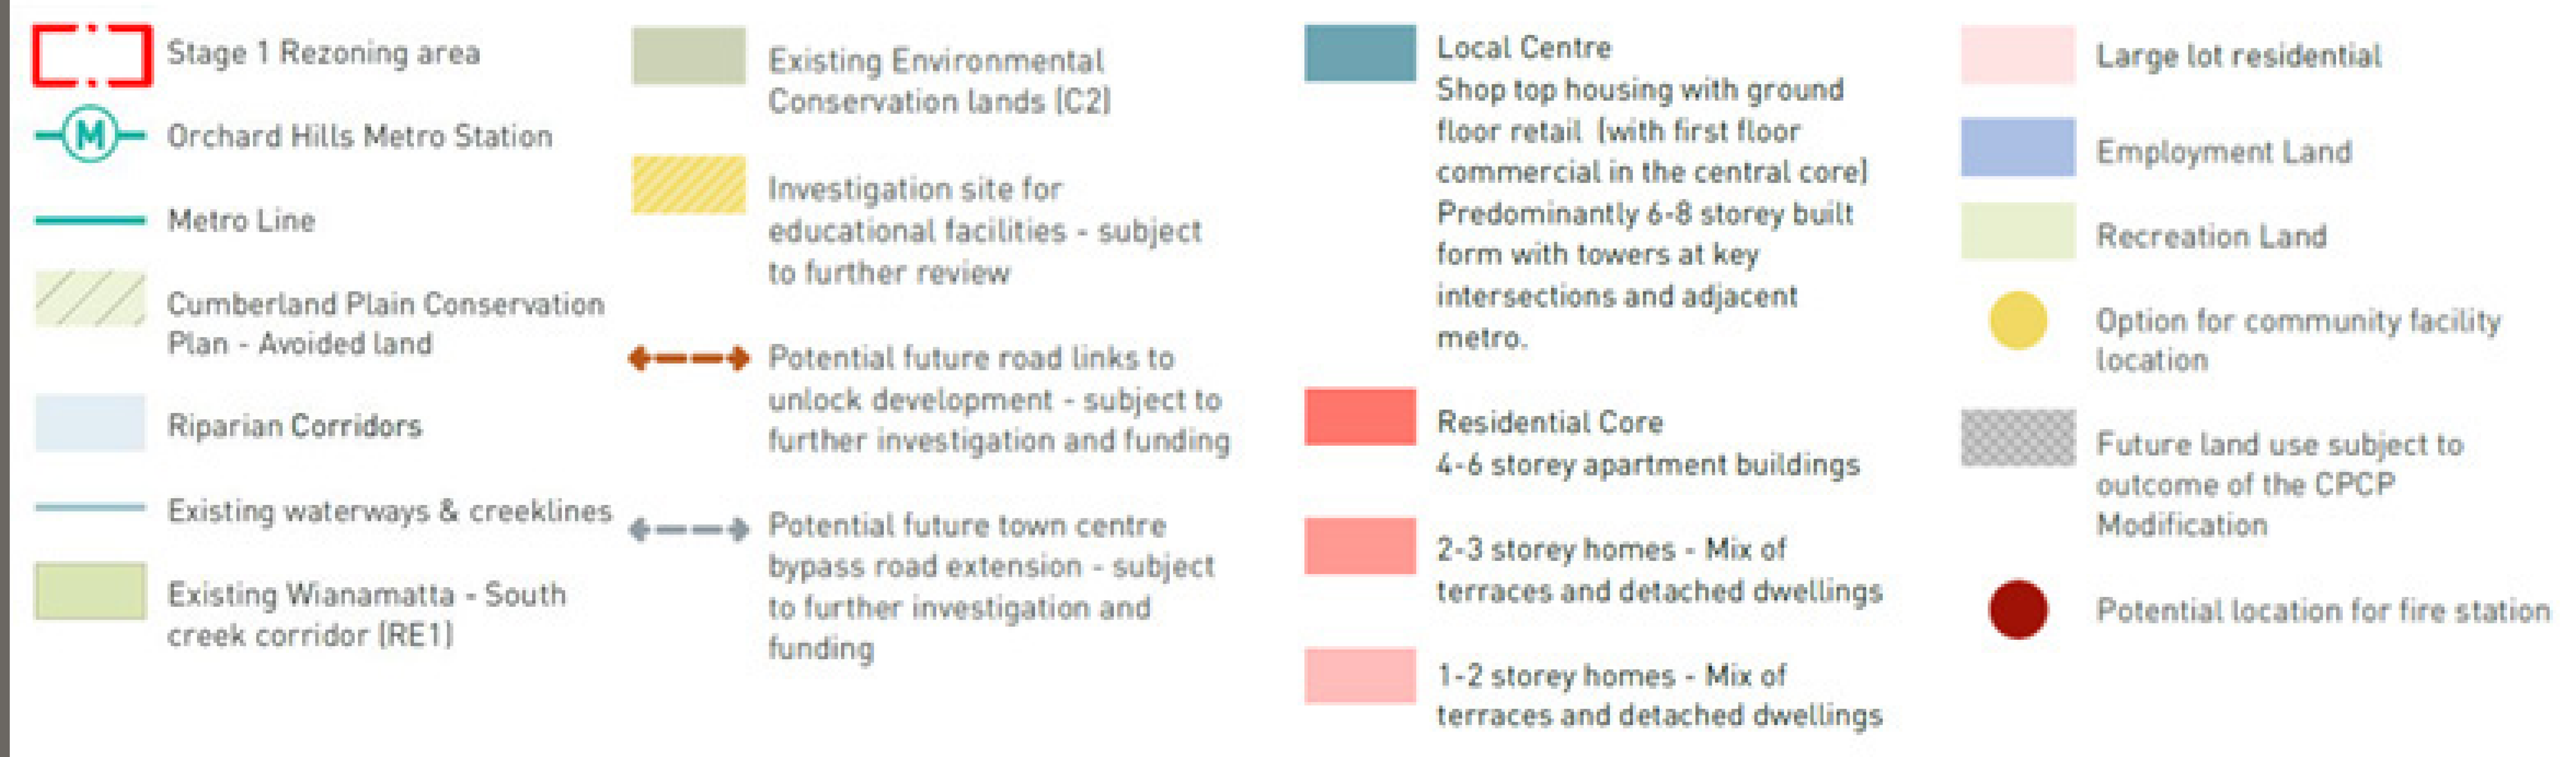 Stage 1 Rezoning area
M
Orchard Hills Metro Station
Metro Line
Cumberland Plain Conservation
Plan - Avoided land
Riparian Corridors
Existing waterways & creeklines
Existing Wianamatta - South
creek corridor (RE1)
Existing Environmental
Conservation lands (C2)
Investigation site for
educational facilities - subject
to further review
Potential future road links to
unlock development - subject to
further investigation and funding
Potential future town centre
bypass road extension - subject
to further investigation and
funding
Local Centre
Shop top housing with ground
floor retail (with first floor
commercial in the central core)
Predominantly 6-8 storey built
form with towers at key
intersections and adjacent
metro.
Residential Core
4-6 storey apartment buildings
2-3 storey homes - Mix of
terraces and detached dwellings
1-2 storey homes - Mix of
terraces and detached dwellings
Large lot residential
Employment Land
Recreation Land
Option for community facility
location
Future land use subject to
outcome of the CPCP
Modification
Potential location for fire station